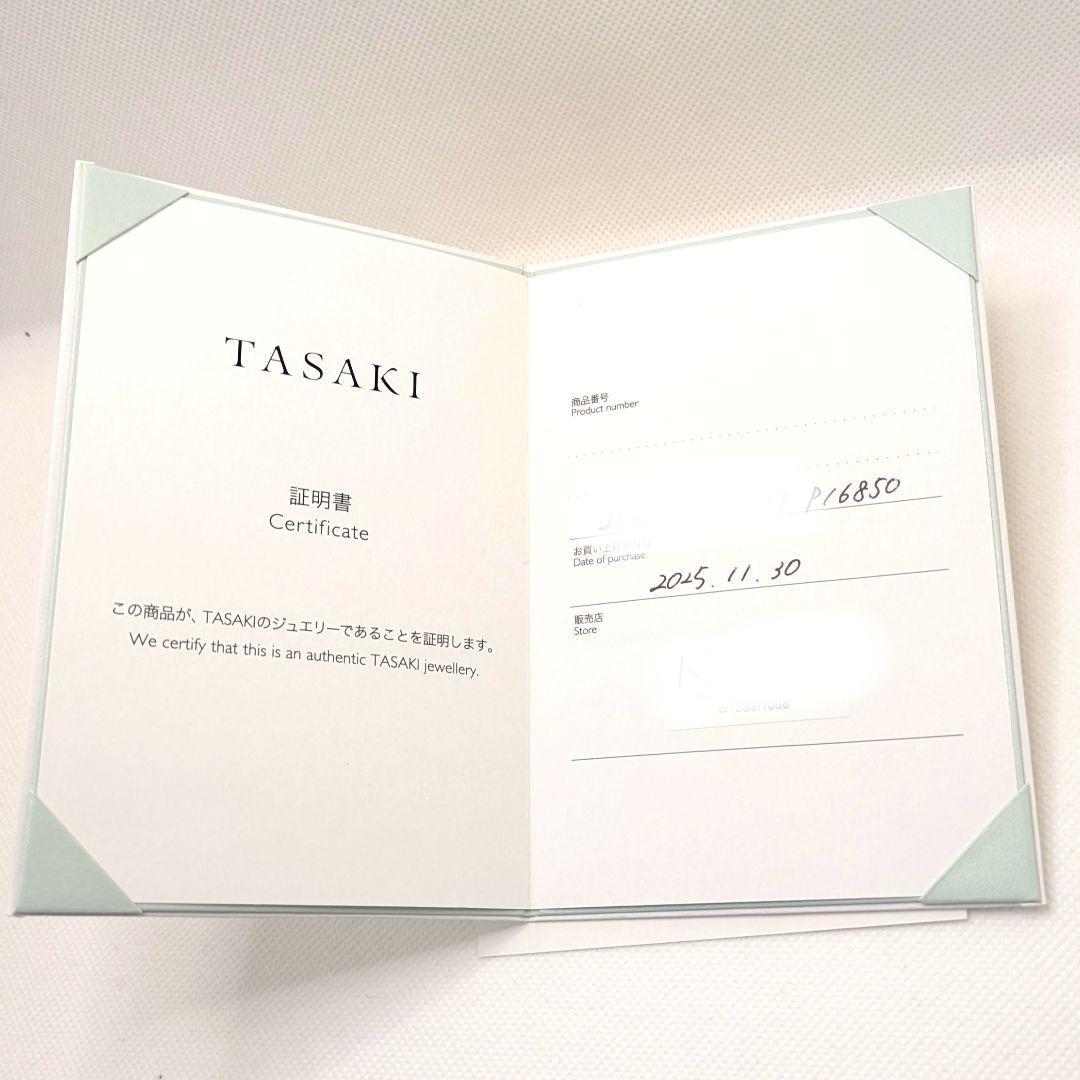 TASAKI
証明書
Certificate
この商品が、TASAKIのジュエリーであることを証明します。
We certify that this is an authentic TASAKI jewellery.
商品番号
Product number
P16850
お買い上げ年月日
Date of purchase
2025.11.30
販売店
Store